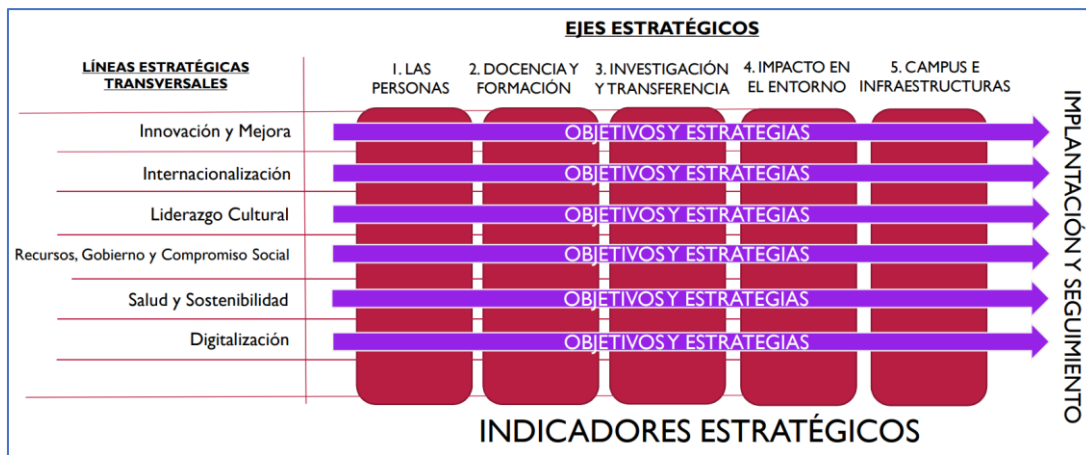 EJES ESTRATÉGICOS
LÍNEAS ESTRATÉGICAS
TRANSVERSALES
1. LAS
PERSONAS
2. DOCENCIA Y
FORMACIÓN
3. INVESTIGACIÓN
Y TRANSFERENCIA
4. IMPACTO EN
EL ENTORNO
5. CAMPUS E
INFRAESTRUCTURAS
Innovación y Mejora
OBJETIVOS Y ESTRATEGIAS
Internacionalización
OBJETIVOS Y ESTRATEGIAS
Liderazgo Cultural
OBJETIVOS Y ESTRATEGIAS
Recursos, Gobierno y Compromiso Social
OBJETIVOS Y ESTRATEGIAS
Salud y Sostenibilidad
OBJETIVOS Y ESTRATEGIAS
Digitalización
OBJETIVOS Y ESTRATEGIAS
IMPLANTACIÓN Y SEGUIMIENTO
INDICADORES ESTRATÉGICOS